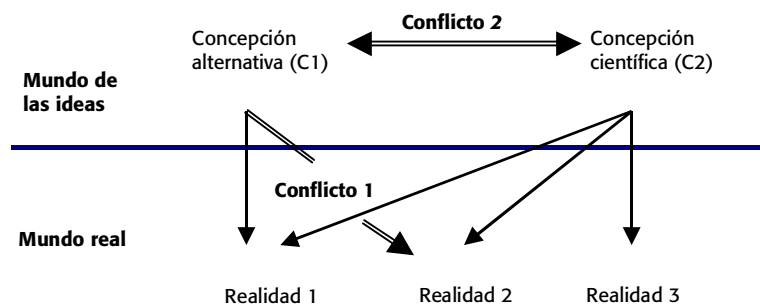 Conflicto 2
Concepción
alternativa (C1)
Concepción
científica (C2)
Mundo de
las ideas
Conflicto 1
Mundo real
Realidad 1
Realidad 2
Realidad 3